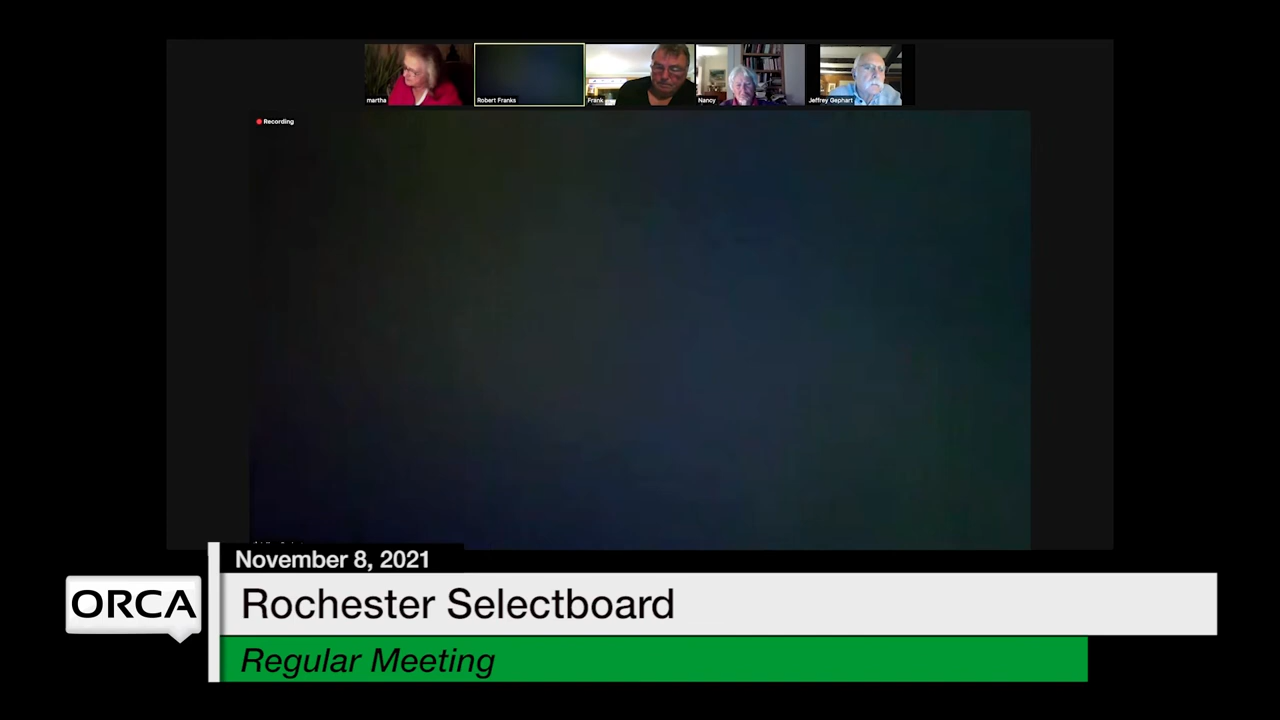 martha
Robert Franks
Frank
Nancy
Jeffrey Gephart
Recording
November 8, 2021
ORCA
Rochester Selectboard
Regular Meeting